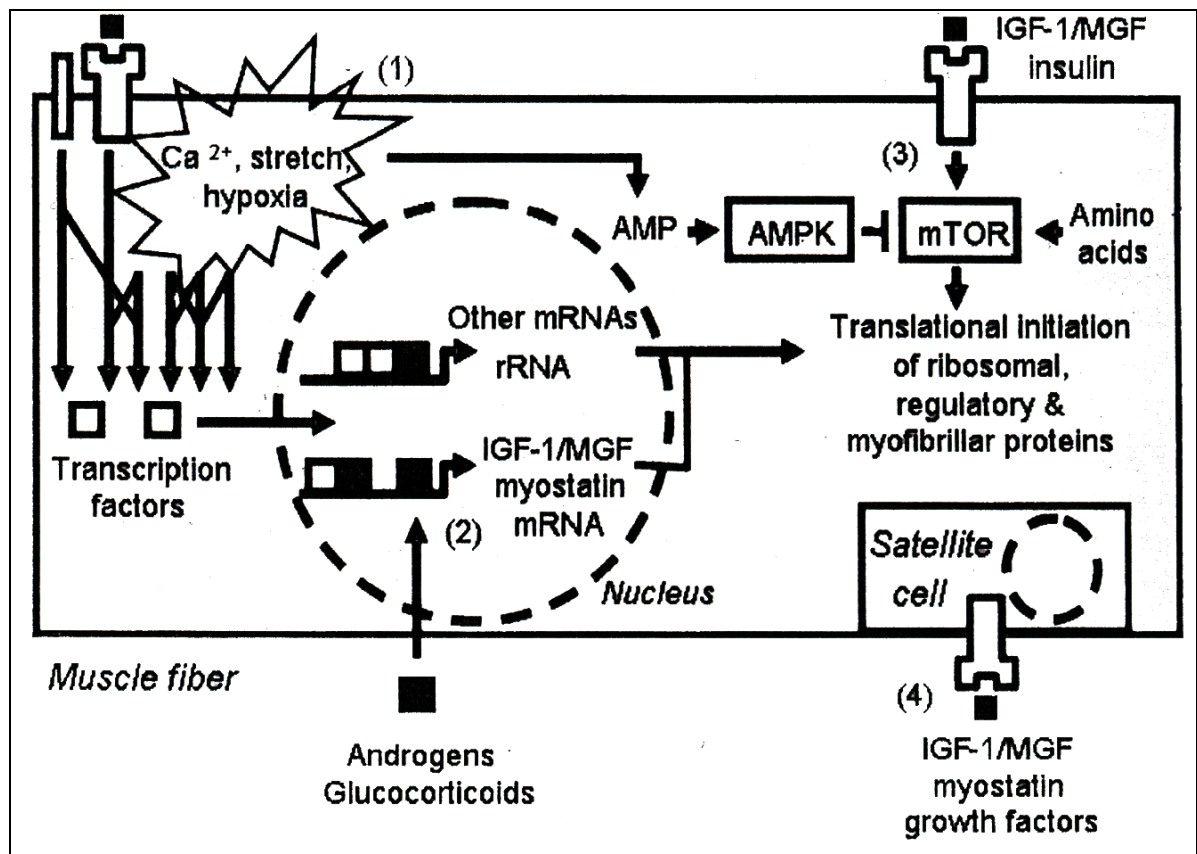 (1)
IGF-1/MGF
insulin
Ca 2+, stretch,
hypoxia
(3)
AMP
AMPK
mTOR
Amino
acids
Other mRNAs
rRNA
Translational initiation
of ribosomal,
regulatory &
myofibrillar proteins
Transcription
factors
IGF-1/MGF
myostatin
mRNA
(2)
Nucleus
Satellite
cell
Muscle fiber
(4)
Androgens
Glucocorticoids
IGF-1/MGF
myostatin
growth factors